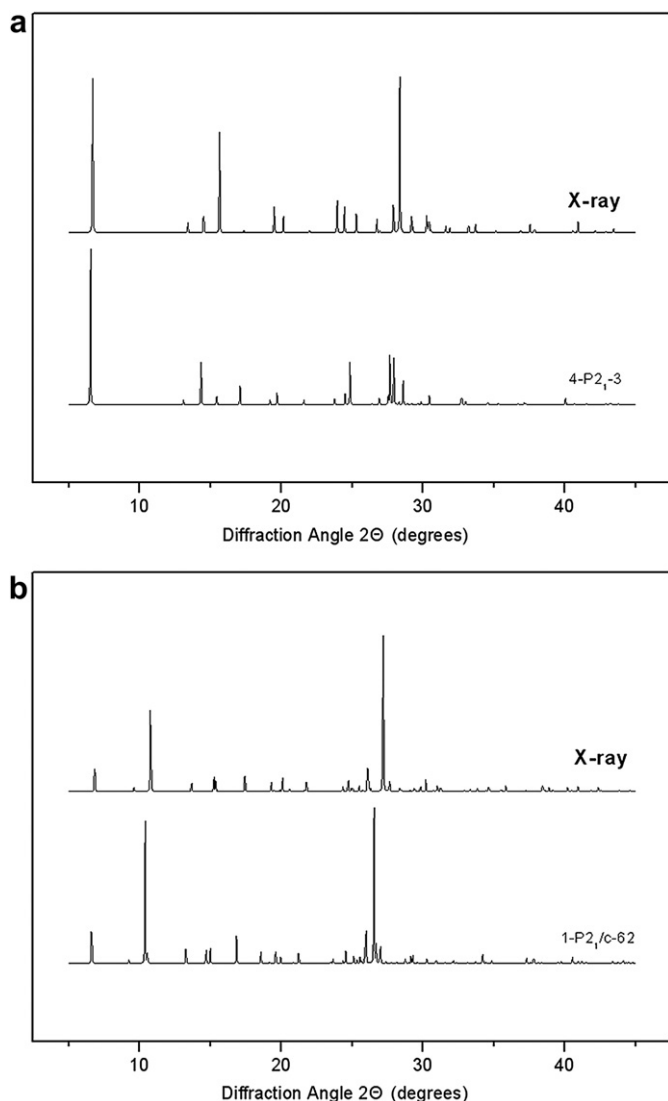 a
X-ray
4-P2₁-3
10 20 30 40
Diffraction Angle 2Θ (degrees)
b
X-ray
1-P2₁/c-62
10 20 30 40
Diffraction Angle 2Θ (degrees)